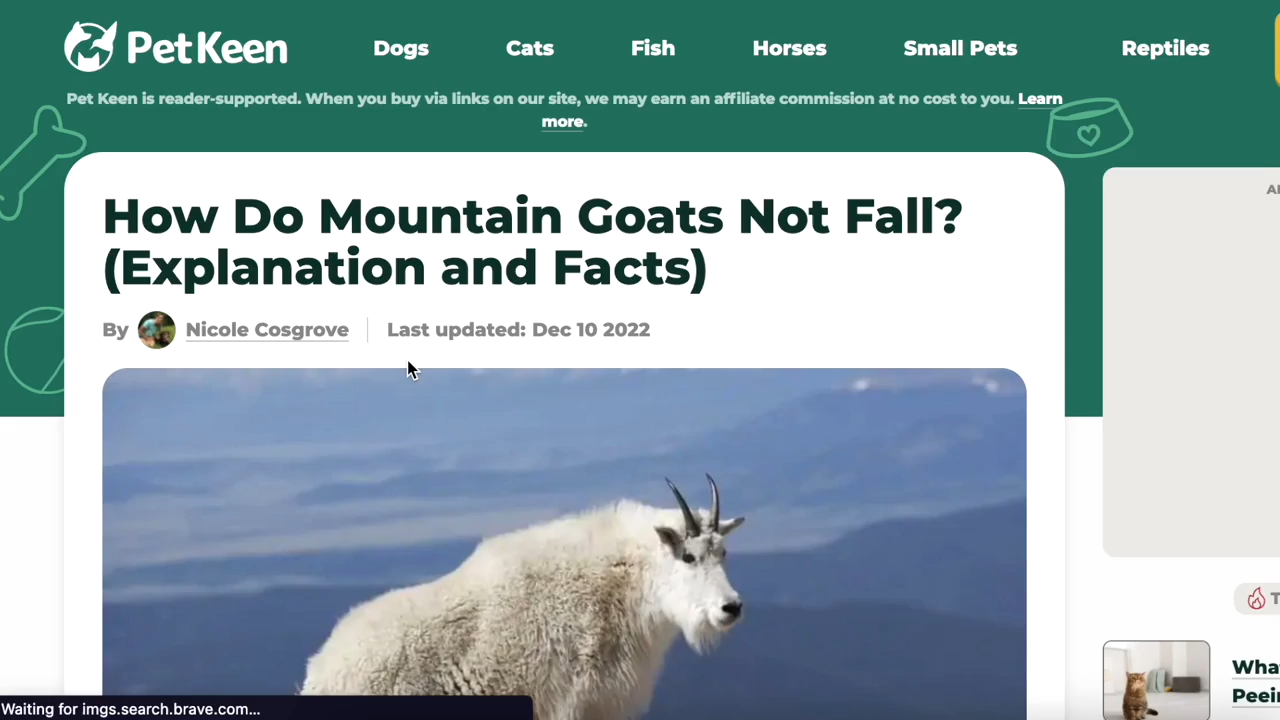 PetKeen
Dogs Cats Fish Horses Small Pets Reptiles
Pet Keen is reader-supported. When you buy via links on our site, we may earn an affiliate commission at no cost to you. Learn
more.
How Do Mountain Goats Not Fall?
(Explanation and Facts)
By Nicole Cosgrove Last updated: Dec 10 2022
Waiting for imgs.search.brave.com...